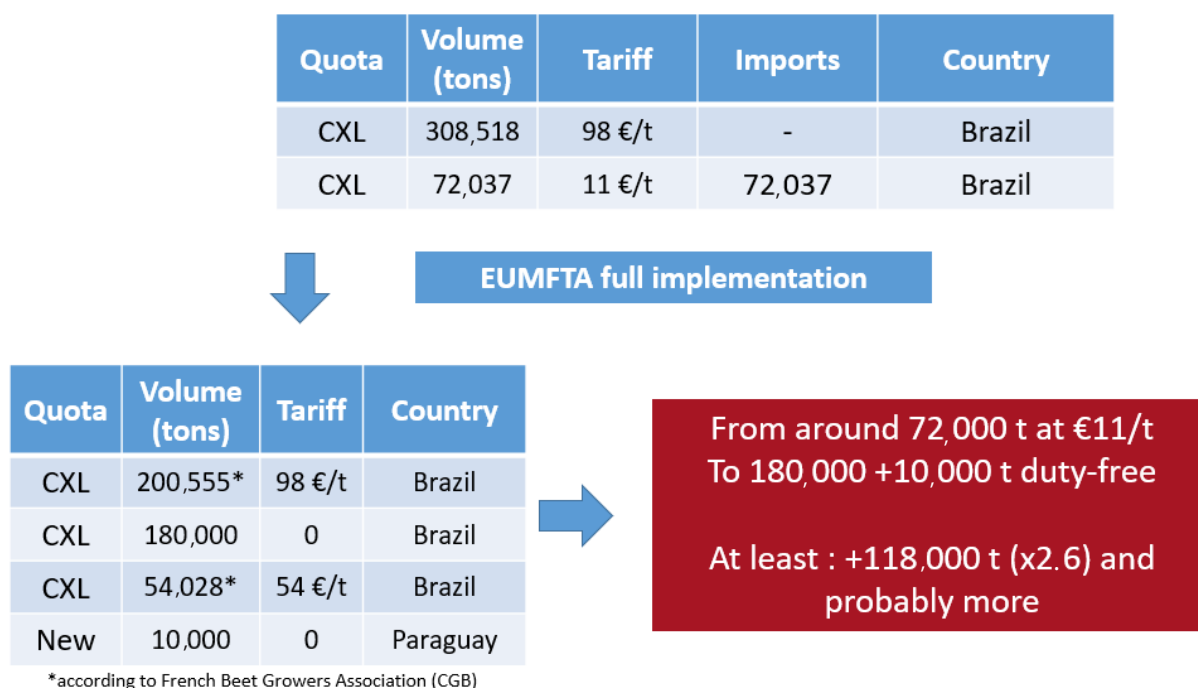 Quota Volume (tons) Tariff Imports Country
CXL 308,518 98 €/t - Brazil
CXL 72,037 11 €/t 72,037 Brazil
EUMFTA full implementation
Quota Volume (tons) Tariff Country
CXL 200,555* 98 €/t Brazil
CXL 180,000 0 Brazil
CXL 54,028* 54 €/t Brazil
New 10,000 0 Paraguay
*according to French Beet Growers Association (CGB)
From around 72,000 t at €11/t
To 180,000 +10,000 t duty-free
At least : +118,000 t (x2.6) and
probably more